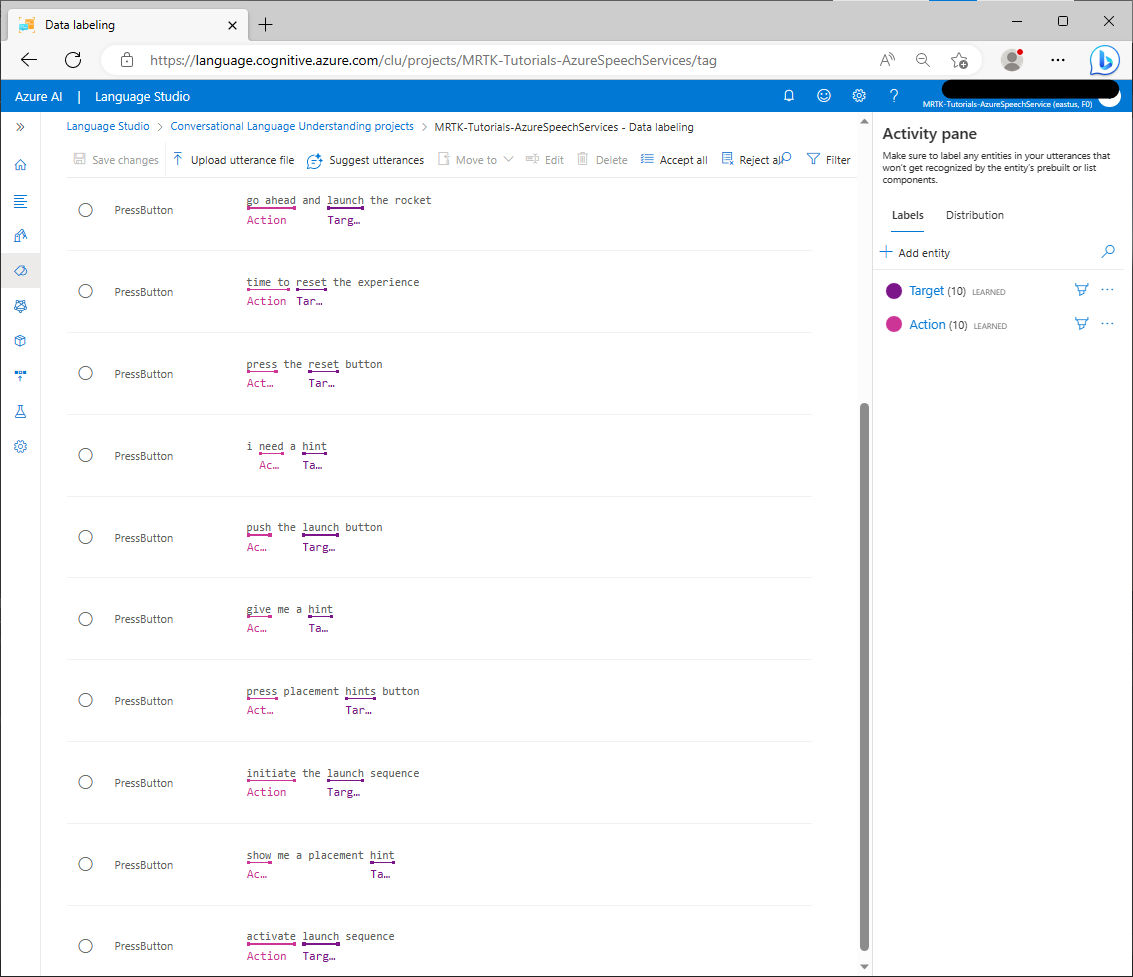 Data labeling
https://language.cognitive.azure.com/clu/projects/MRTK-Tutorials-AzureSpeechServices/tag
Azure AI | Language Studio
MRTK-Tutorials-AzureSpeechService (eastus, F0)
Language Studio > Conversational Language Understanding projects > MRTK-Tutorials-AzureSpeechServices - Data labeling
Save changes Upload utterance file Suggest utterances Move to Edit Delete Accept all Reject all Filter
PressButton go ahead and launch the rocket
Action Targ...
PressButton time to reset the experience
Action Tar...
PressButton press the reset button
Act... Tar...
PressButton i need a hint
Ac... Ta...
PressButton push the launch button
Ac... Targ...
PressButton give me a hint
Ac... Ta...
PressButton press placement hints button
Act... Tar...
PressButton initiate the launch sequence
Action Targ...
PressButton show me a placement hint
Ac... Ta...
PressButton activate launch sequence
Action Targ...
Activity pane
Make sure to label any entities in your utterances that
won't get recognized by the entity's prebuilt or list
components.
Labels Distribution
Add entity
Target (10) LEARNED
Action (10) LEARNED